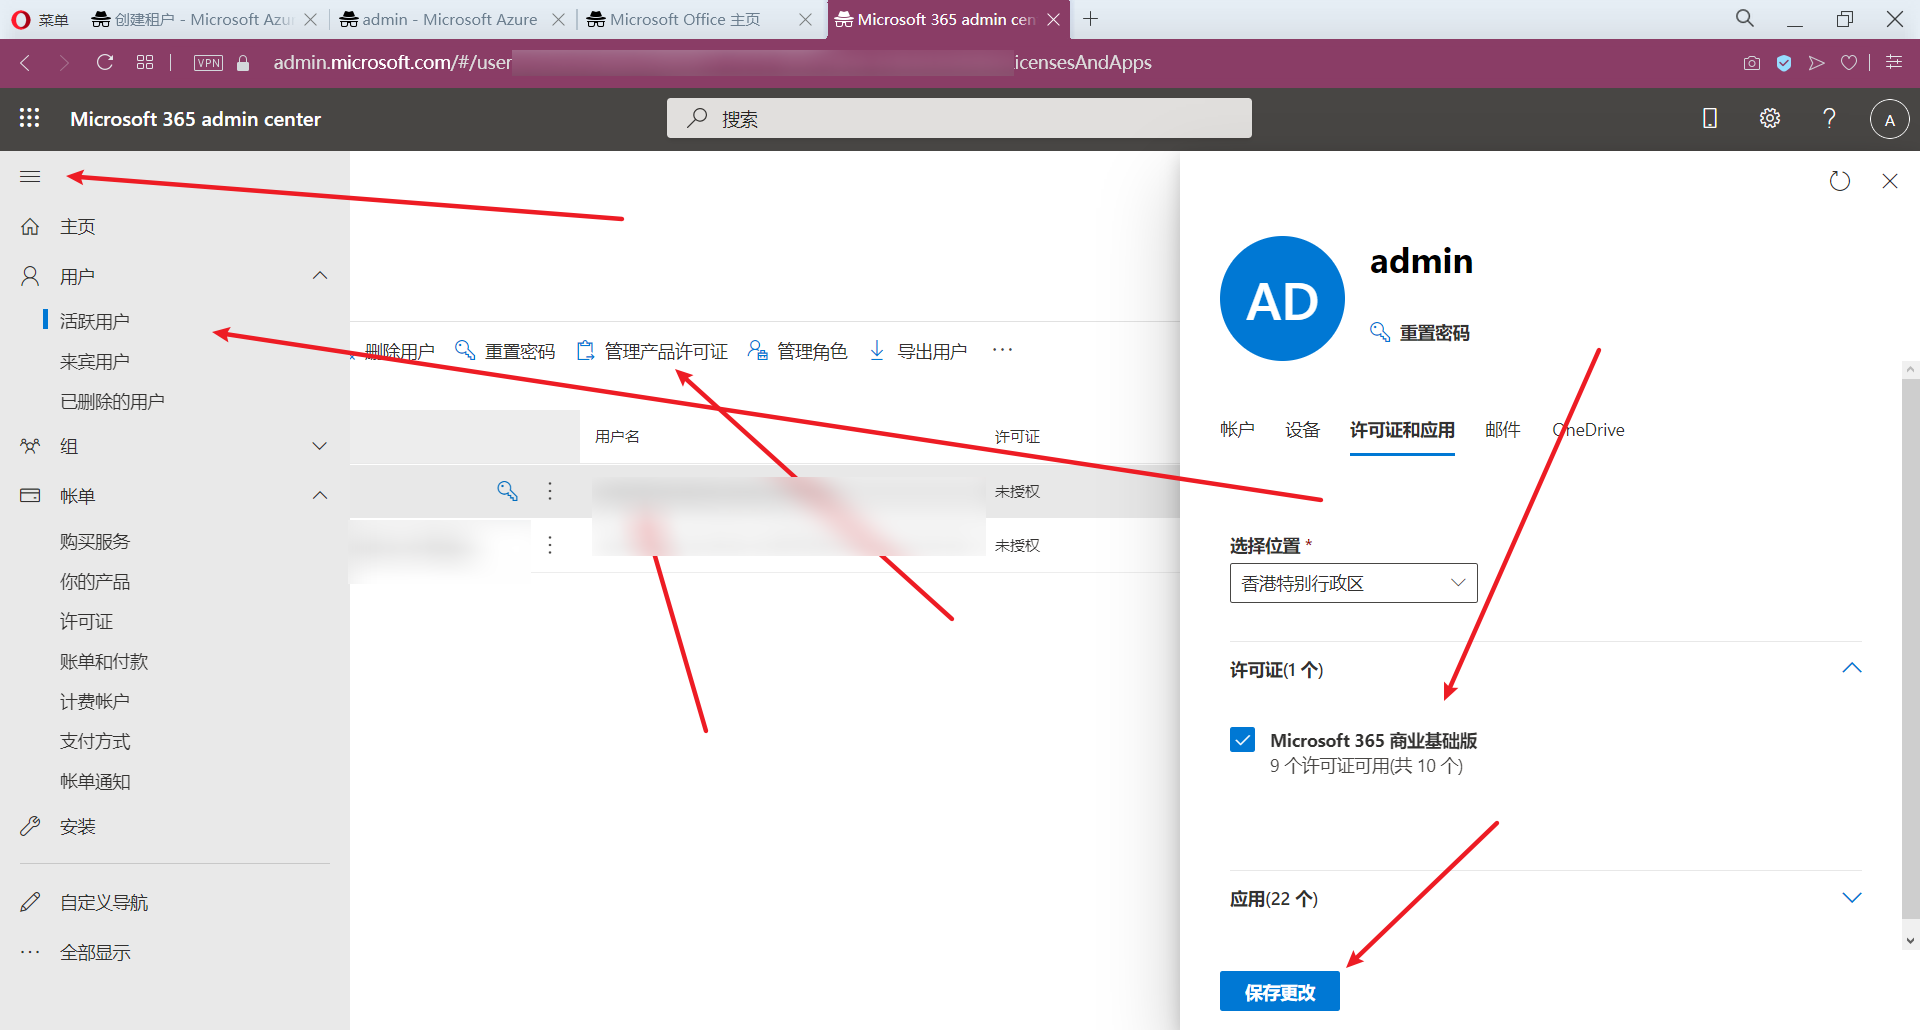 菜单
创建租户 - Microsoft Azu
admin - Microsoft Azure
Microsoft Office 主页
Microsoft 365 admin cen
VPN
admin.microsoft.com/#/user
icensesAndApps
Microsoft 365 admin center
搜索
A
主页
用户
活跃用户
来宾用户
已删除的用户
组
帐单
购买服务
你的产品
许可证
账单和付款
计费帐户
支付方式
帐单通知
安装
自定义导航
全部显示
删除用户
重置密码
管理产品许可证
管理角色
导出用户
用户名
许可证
未授权
未授权
AD
admin
重置密码
帐户
设备
许可证和应用
邮件
OneDrive
选择位置 *
香港特别行政区
许可证(1 个)
Microsoft 365 商业基础版
9 个许可证可用(共 10 个)
应用(22 个)
保存更改